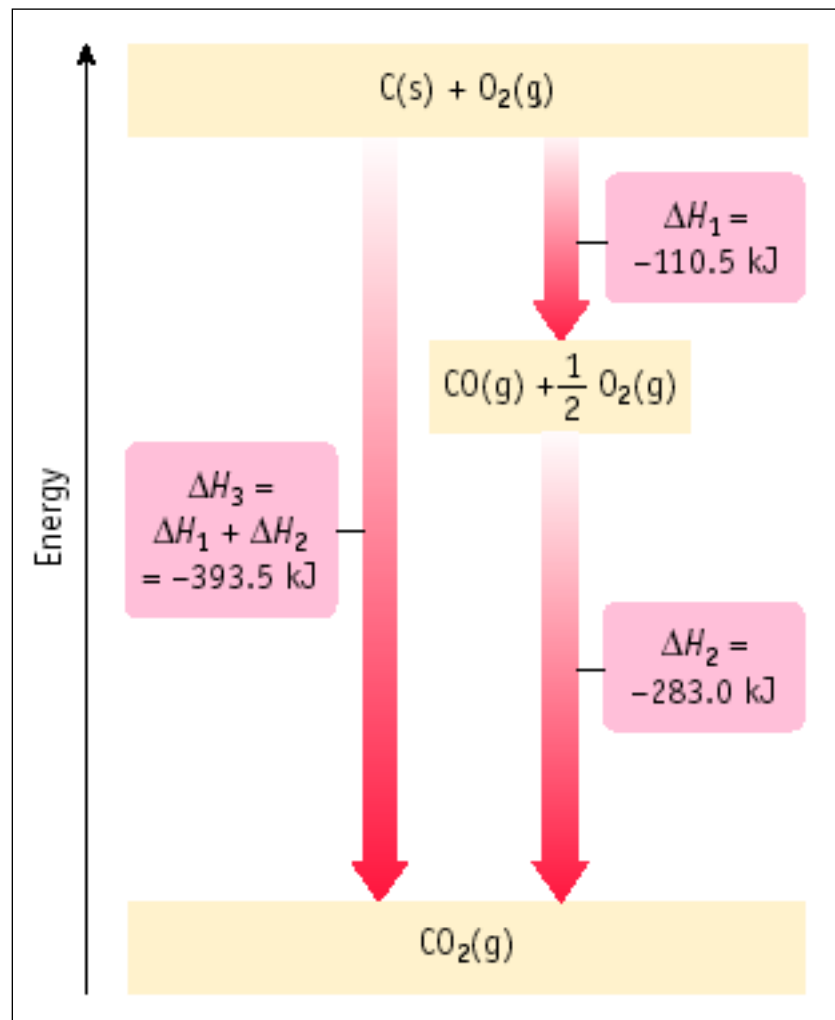 C(s) + O₂(g)
ΔH₁ =
–110.5 kJ
CO(g) + 1/2 O₂(g)
Energy
ΔH₃ =
ΔH₁ + ΔH₂
= –393.5 kJ
ΔH₂ =
–283.0 kJ
CO₂(g)